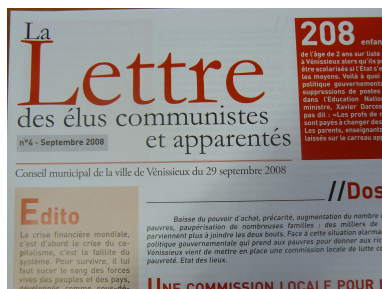 La
Lettre
des élus communistes
et apparentés
n°4 - Septembre 2008
Conseil municipal de la ville de Vénissieux du 29 septembre 2008
208 enfan
de l'âge de 2 ans sur liste
à Vénissieux alors qu'ils p
être scolarisés si l'Etat s'e
les moyens. Voilà à quoi
politique gouvernement
suppressions de postes
dans l'Education Natio
ministre, Xavier Darcos
pas dit : «Les profs de
sont payés à changer des
Les parents, enseignants
laissés sur le carreau app
Edito
La crise financière mondiale,
c'est d'abord la crise du ca-
pitalisme, c'est la faillite du
système. Pour survivre, il lui
faut sucer le sang des forces
vives des peuples et des pays,
//Dos
Baisse du pouvoir d'achat, précarité, augmentation du nombre
pauvres, paupérisation de nombreuses familles : des milliers de
parviennent plus à joindre les deux bouts. Face à cette situation alarma
politique gouvernementale qui prend aux pauvres pour donner aux ric
Vénissieux vient de mettre en place une commission locale de lutte co
pauvreté. Etat des lieux.
UNE COMMISSION LOCALE POUR